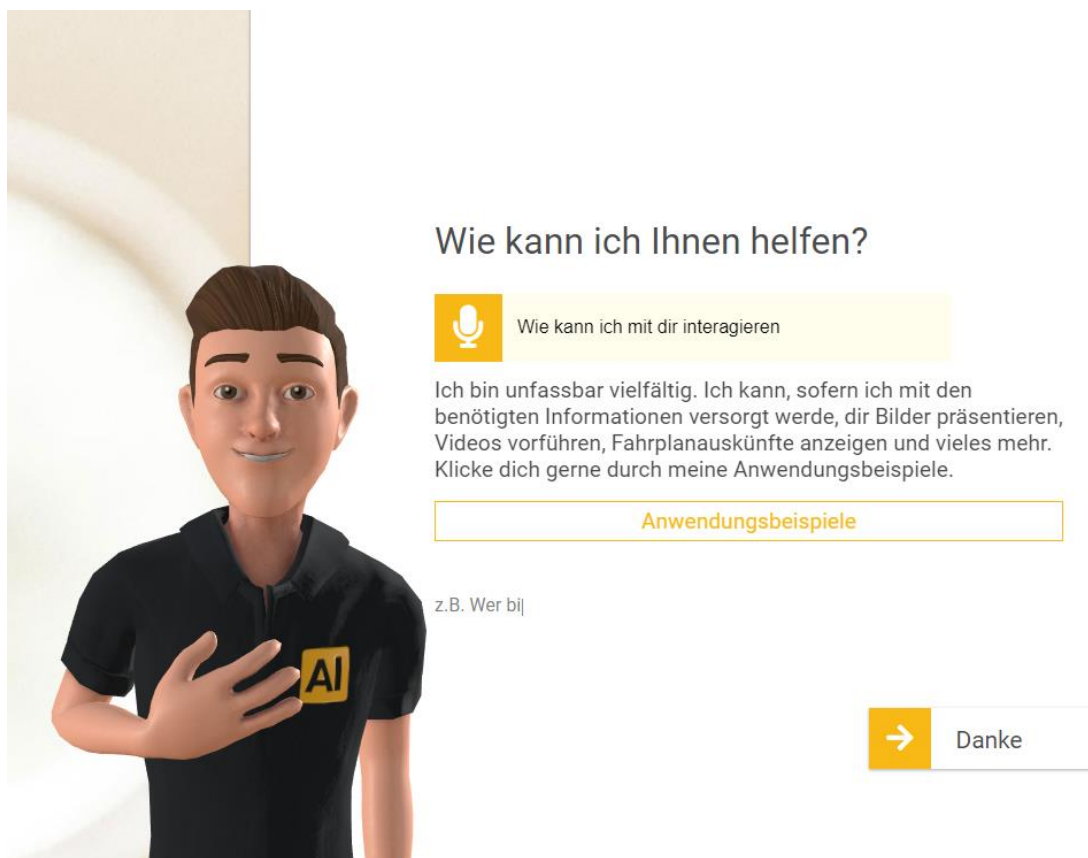 Wie kann ich Ihnen helfen?
Wie kann ich mit dir interagieren
Ich bin unfassbar vielfältig. Ich kann, sofern ich mit den
benötigten Informationen versorgt werde, dir Bilder präsentieren,
Videos vorführen, Fahrplanauskünfte anzeigen und vieles mehr.
Klicke dich gerne durch meine Anwendungsbeispiele.
Anwendungsbeispiele
z.B. Wer bi
AI
Danke